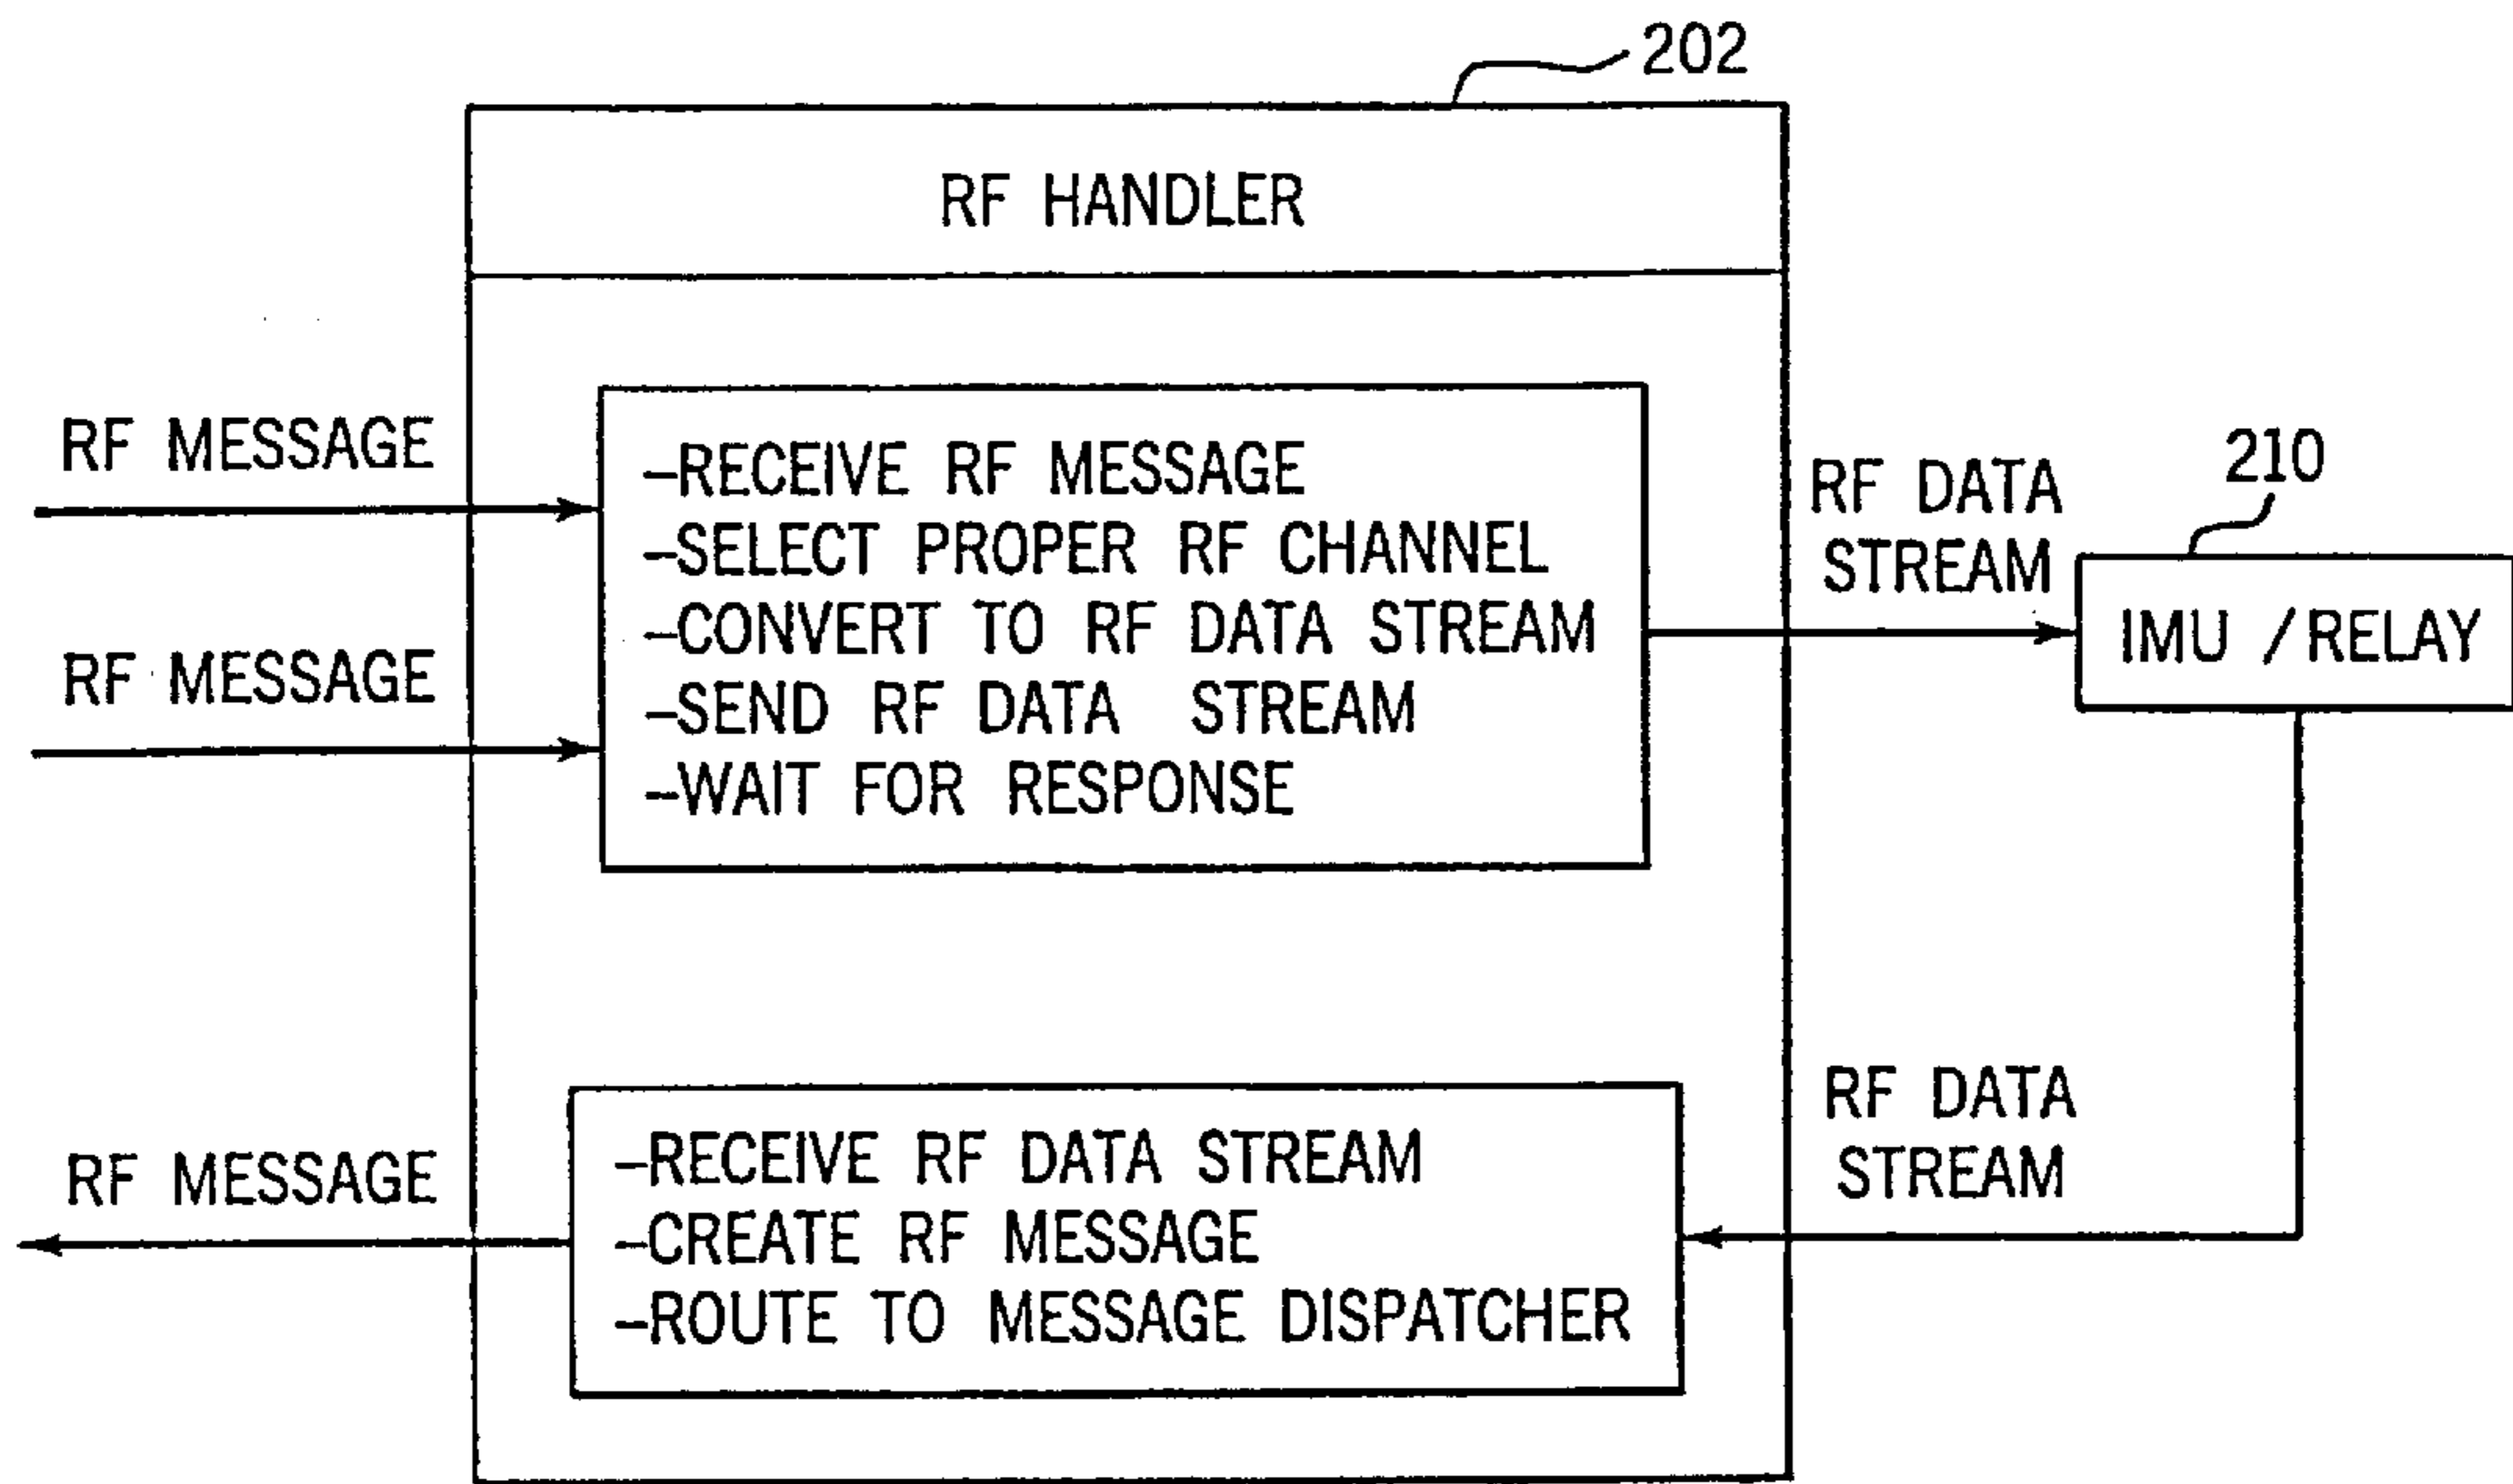 202
RF HANDLER
RF MESSAGE
RF MESSAGE
-RECEIVE RF MESSAGE
-SELECT PROPER RF CHANNEL
-CONVERT TO RF DATA STREAM
-SEND RF DATA STREAM
-WAIT FOR RESPONSE
RF DATA
STREAM
210
IMU / RELAY
RF MESSAGE
-RECEIVE RF DATA STREAM
-CREATE RF MESSAGE
-ROUTE TO MESSAGE DISPATCHER
RF DATA
STREAM